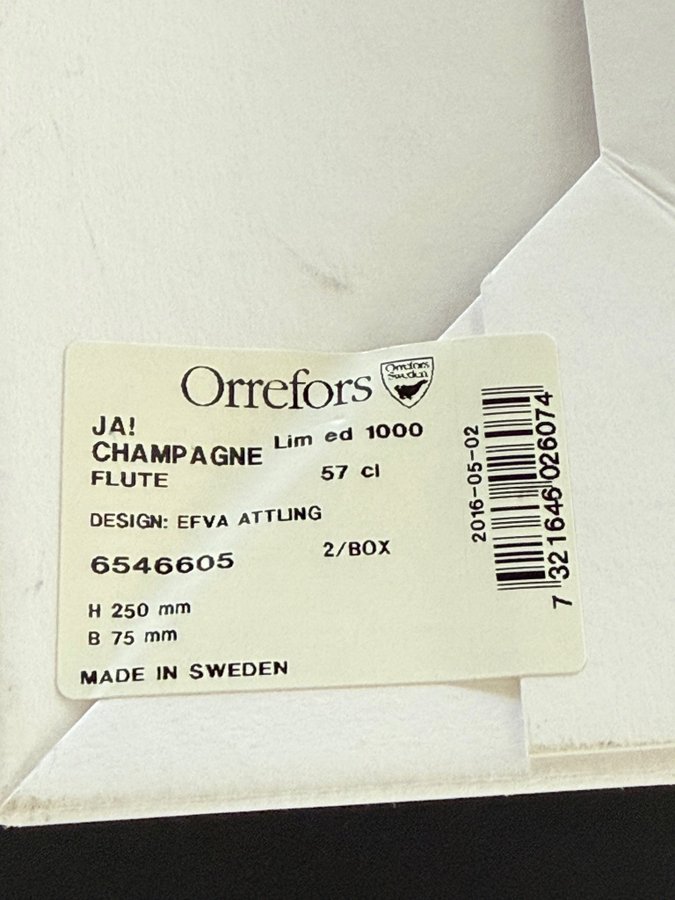 Orrefors
Orrefors
Sweden
JA!
CHAMPAGNE Lim ed 1000
FLUTE 57 cl
DESIGN: EFVA ATTLING
6546605 2/BOX
H 250 mm
B 75 mm
MADE IN SWEDEN
2016-05-02
7 321646 026074